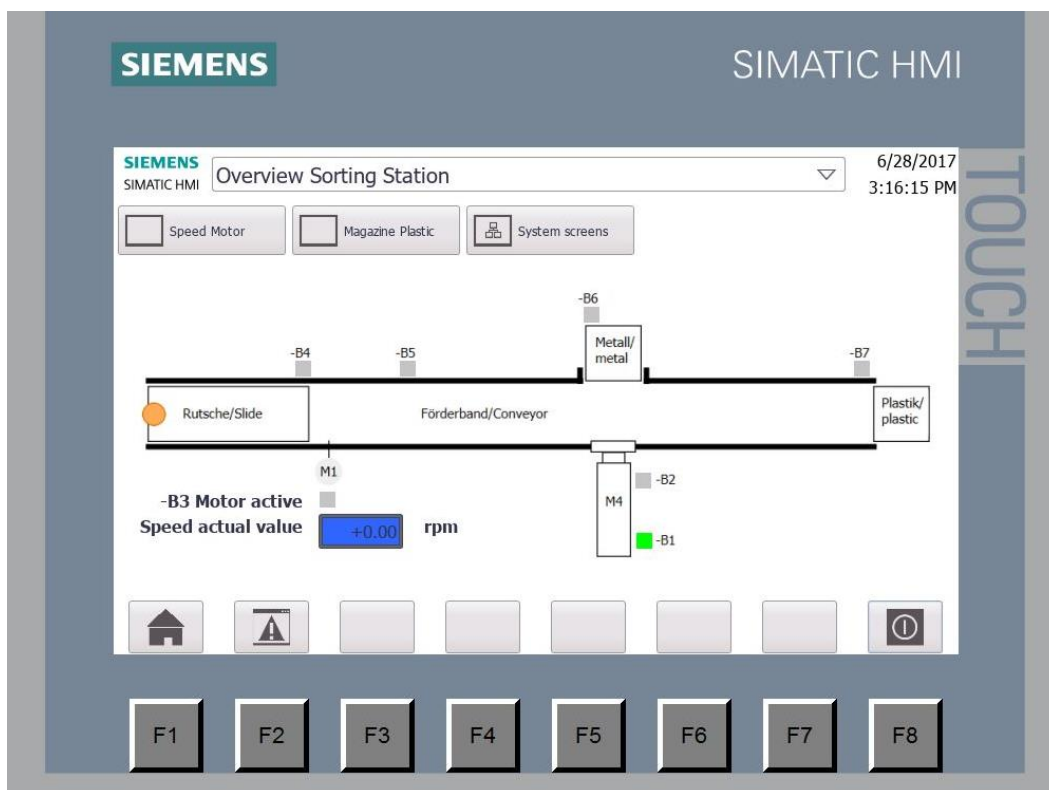 SIEMENS
SIMATIC HMI
TOUCH
SIEMENS
SIMATIC HMI
Overview Sorting Station
6/28/2017
3:16:15 PM
Speed Motor
Magazine Plastic
System screens
-B6
Metall/
metal
-B4
-B5
-B7
Rutsche/Slide
Förderband/Conveyor
Plastik/
plastic
M1
-B2
M4
-B3 Motor active
Speed actual value
+0.00
rpm
-B1
F1
F2
F3
F4
F5
F6
F7
F8